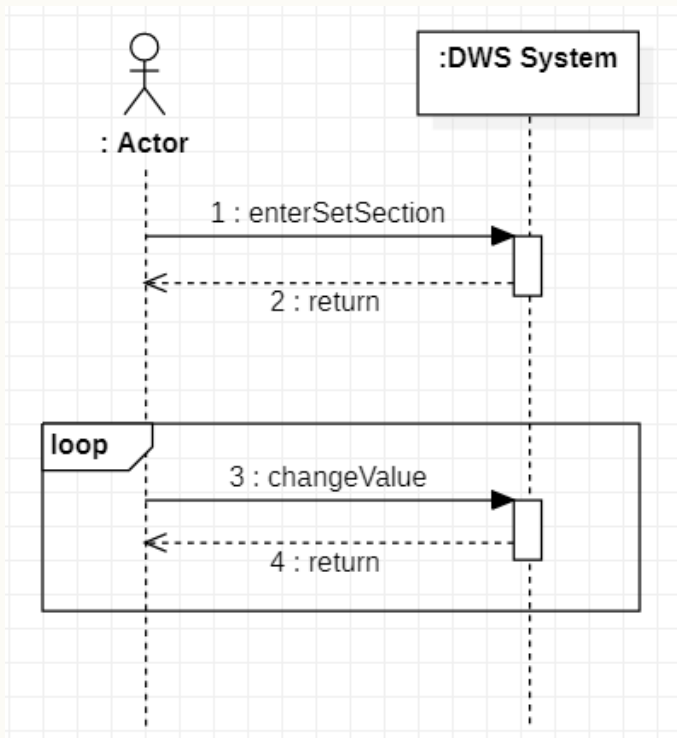 :DWS System
: Actor
1 : enterSetSection
2 : return
loop
3 : changeValue
4 : return